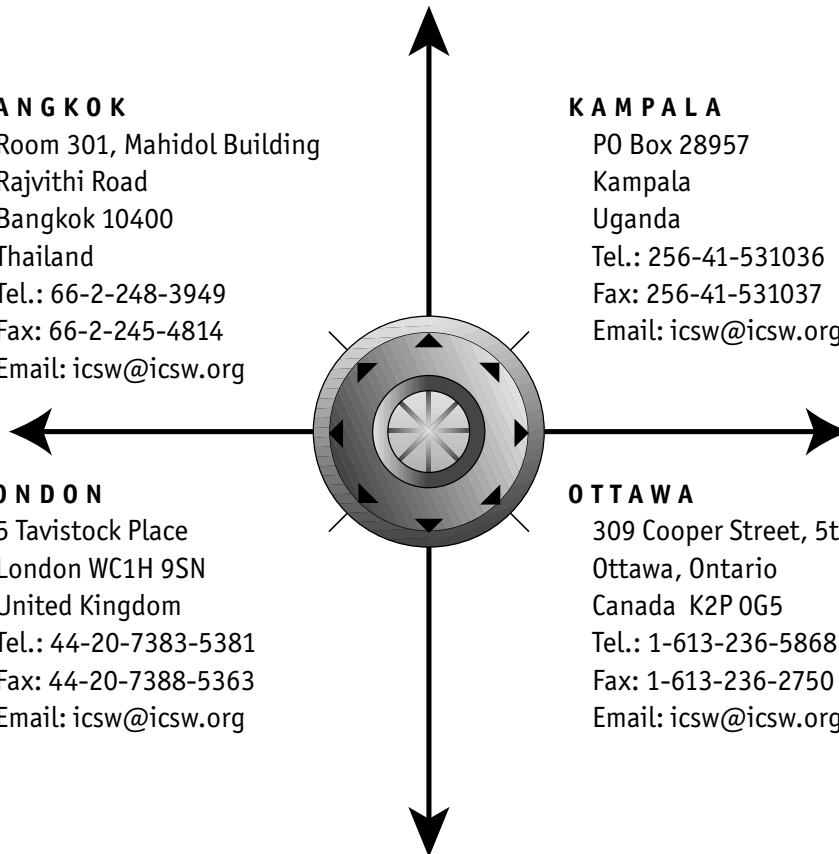 ANGKOK
Room 301, Mahidol Building
Rajvithi Road
Bangkok 10400
Thailand
Tel.: 66-2-248-3949
Fax: 66-2-245-4814
Email: icsw@icsw.org
KAMPALA
PO Box 28957
Kampala
Uganda
Tel.: 256-41-531036
Fax: 256-41-531037
Email: icsw@icsw.org
ONDON
5 Tavistock Place
London WC1H 9SN
United Kingdom
Tel.: 44-20-7383-5381
Fax: 44-20-7388-5363
Email: icsw@icsw.org
OTTAWA
309 Cooper Street, 5t
Ottawa, Ontario
Canada K2P 0G5
Tel.: 1-613-236-5868
Fax: 1-613-236-2750
Email: icsw@icsw.org